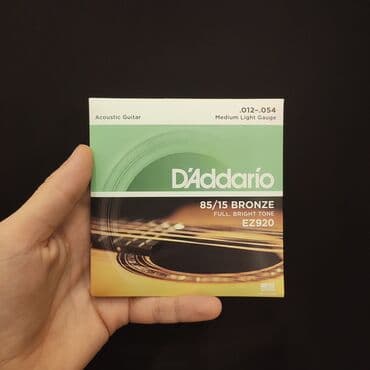 .012–.054
Acoustic Guitar Medium Light Gauge
D'Addario
85/15 BRONZE
FULL, BRIGHT TONE
EZ920